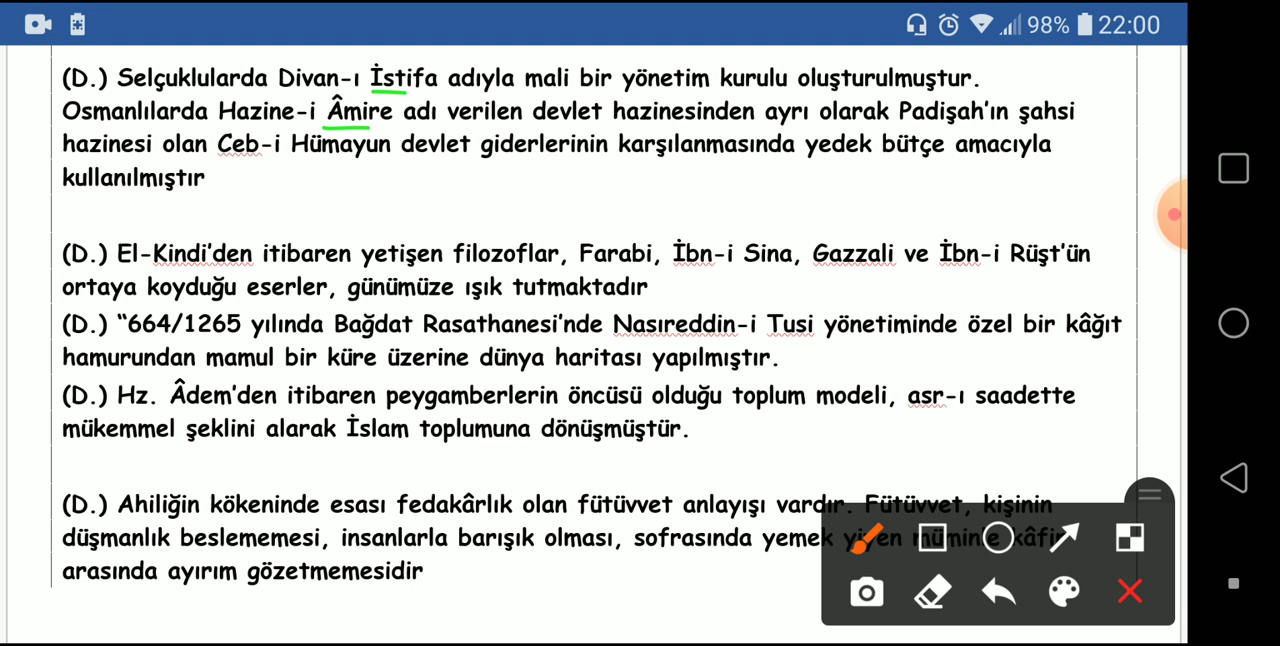 98% 22:00
(D.) Selçuklularda Divan-ı İstifa adıyla mali bir yönetim kurulu oluşturulmuştur.
Osmanlılarda Hazine-i Âmire adı verilen devlet hazinesinden ayrı olarak Padişah'ın şahsi
hazinesi olan Ceb-i Hümayun devlet giderlerinin karşılanmasında yedek bütçe amacıyla
kullanılmıştır
(D.) El-Kindi'den itibaren yetişen filozoflar, Farabi, İbn-i Sina, Gazzali ve İbn-i Rüşt'ün
ortaya koyduğu eserler, günümüze ışık tutmaktadır
(D.) “664/1265 yılında Bağdat Rasathanesi'nde Nasıreddin-i Tusi yönetiminde özel bir kâğıt
hamurundan mamul bir küre üzerine dünya haritası yapılmıştır.
(D.) Hz. Âdem'den itibaren peygamberlerin öncüsü olduğu toplum modeli, asr-ı saadette
mükemmel şeklini alarak İslam toplumuna dönüşmüştür.
(D.) Ahiliğin kökeninde esası fedakârlık olan fütüvvet anlayışı vardır. Fütüvvet, kişinin
düşmanlık beslememesi, insanlarla barışık olması, sofrasında yemek yiyen müminle kâfir
arasında ayırım gözetmemesidir